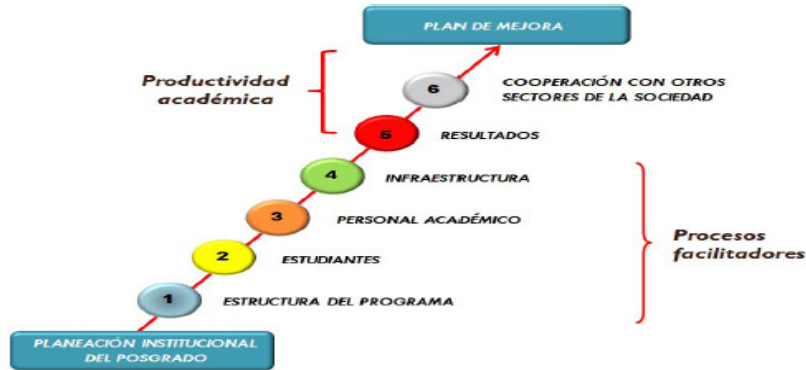 PLAN DE MEJORA
Productividad
académica
6
COOPERACIÓN CON OTROS
SECTORES DE LA SOCIEDAD
5
RESULTADOS
4
INFRAESTRUCTURA
3
PERSONAL ACADÉMICO
Procesos
facilitadores
2
ESTUDIANTES
1
ESTRUCTURA DEL PROGRAMA
PLANEACIÓN INSTITUCIONAL
DEL POSGRADO